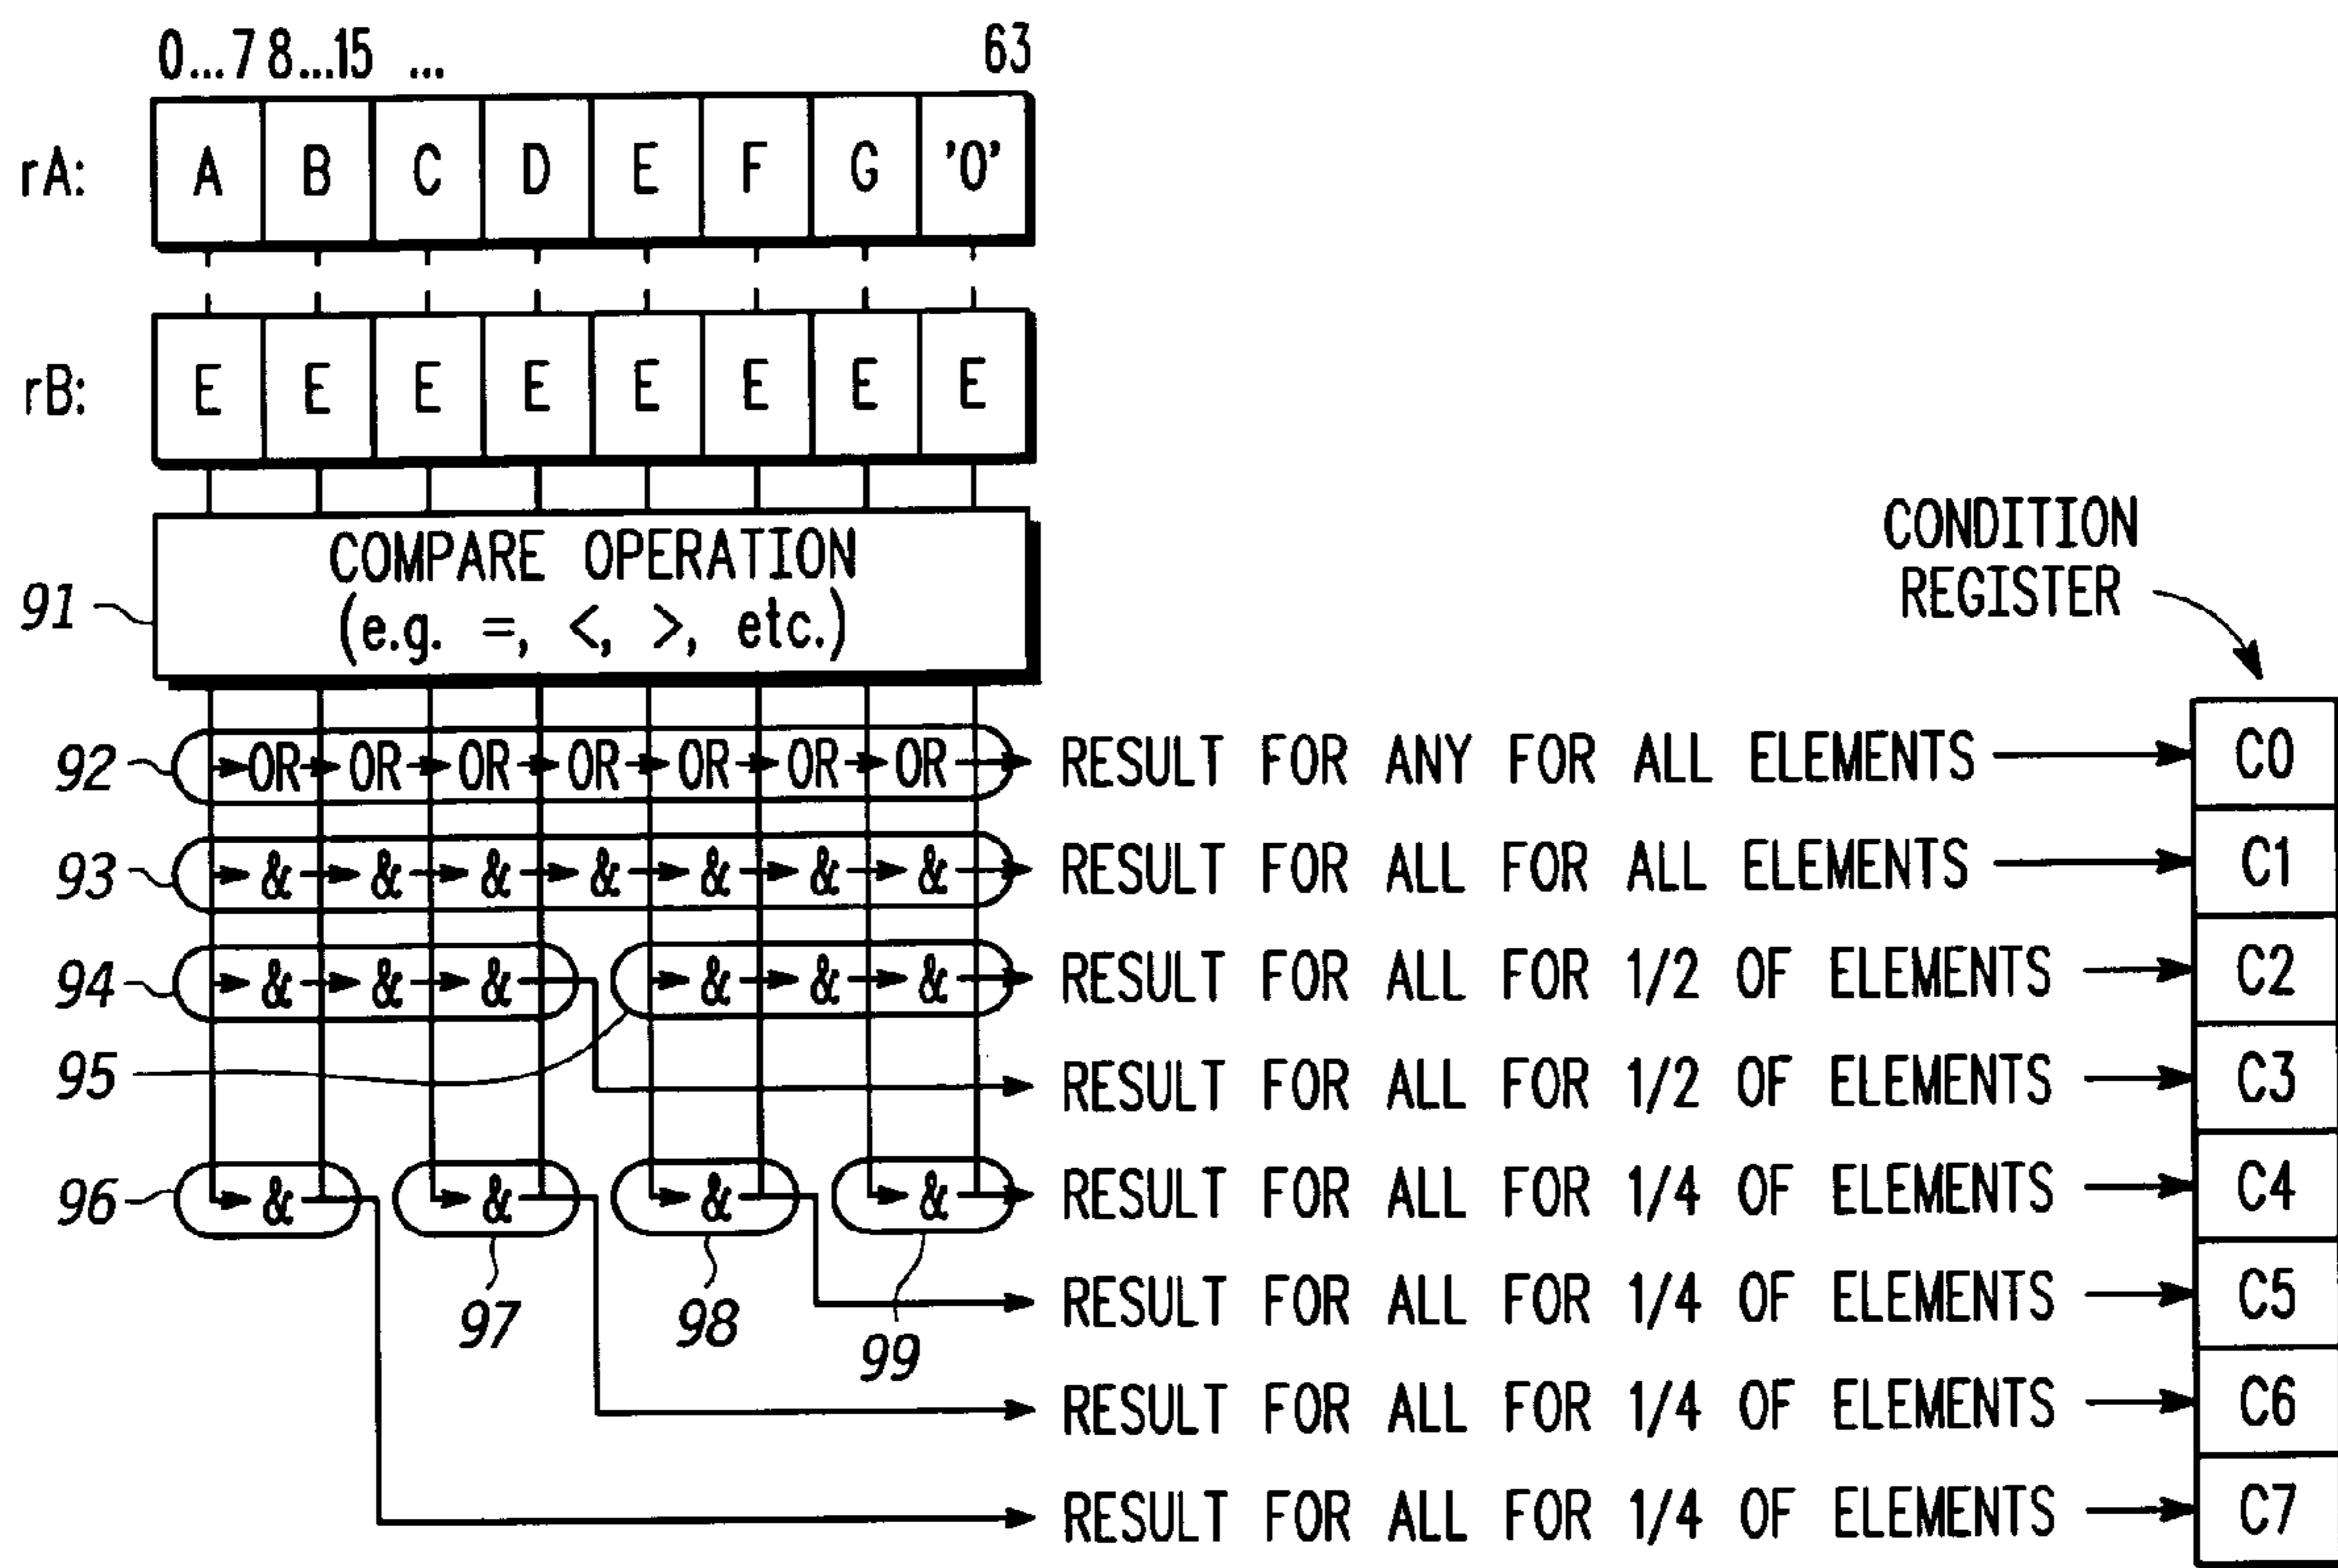 0...7 8...15 ... 63
rA: A B C D E F G '0'
rB: E E E E E E E E
COMPARE OPERATION
(e.g. =, <, >, etc.)
91
CONDITION
REGISTER
92 OR OR OR OR OR OR OR RESULT FOR ANY FOR ALL ELEMENTS C0
93 & & & & & & & RESULT FOR ALL FOR ALL ELEMENTS C1
94 & & & & & & RESULT FOR ALL FOR 1/2 OF ELEMENTS C2
95 RESULT FOR ALL FOR 1/2 OF ELEMENTS C3
96 & & & & RESULT FOR ALL FOR 1/4 OF ELEMENTS C4
97 98 99 RESULT FOR ALL FOR 1/4 OF ELEMENTS C5
RESULT FOR ALL FOR 1/4 OF ELEMENTS C6
RESULT FOR ALL FOR 1/4 OF ELEMENTS C7